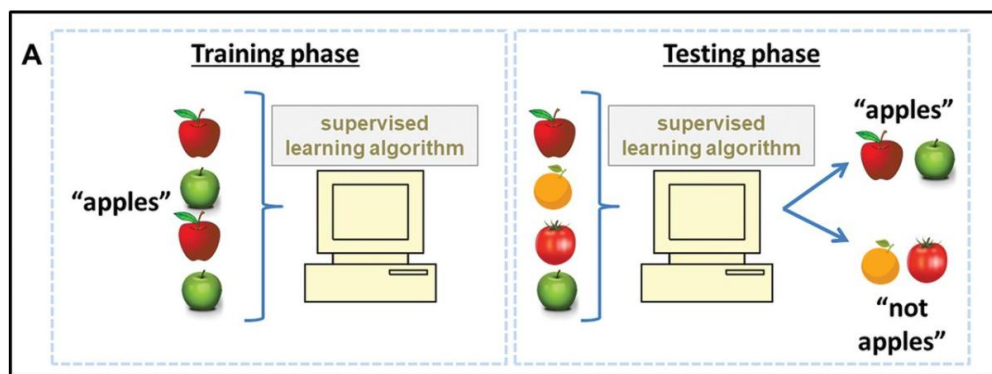 A
Training phase
supervised
learning algorithm
“apples”
Testing phase
supervised
learning algorithm
“apples”
“not
apples”